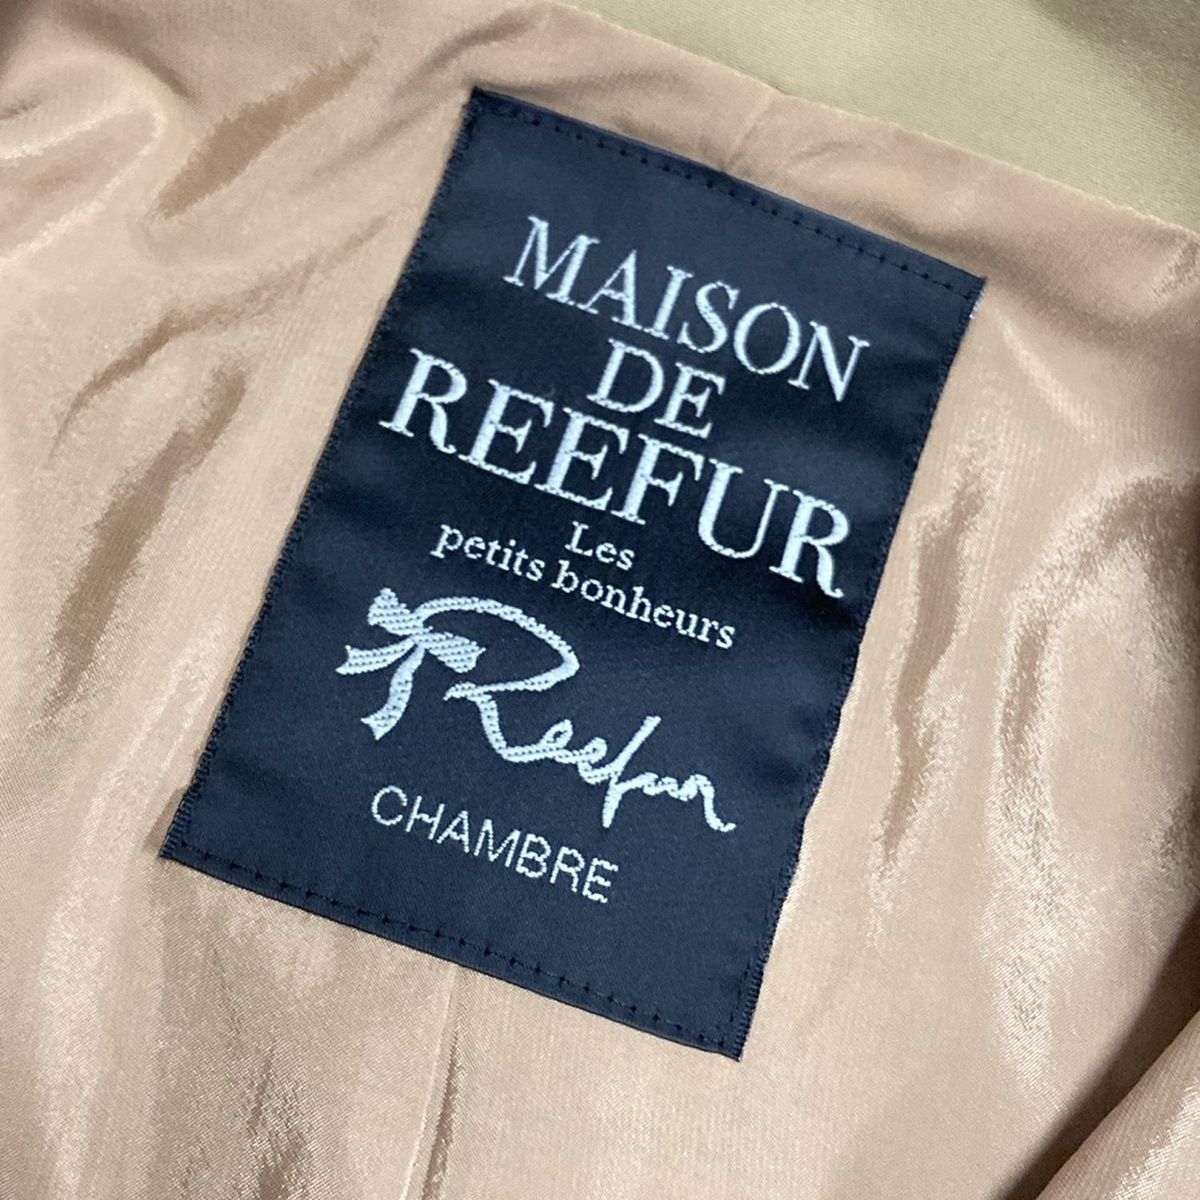 MAISON
DE
REEFUR
Les
petits bonheurs
Reefur
CHAMBRE